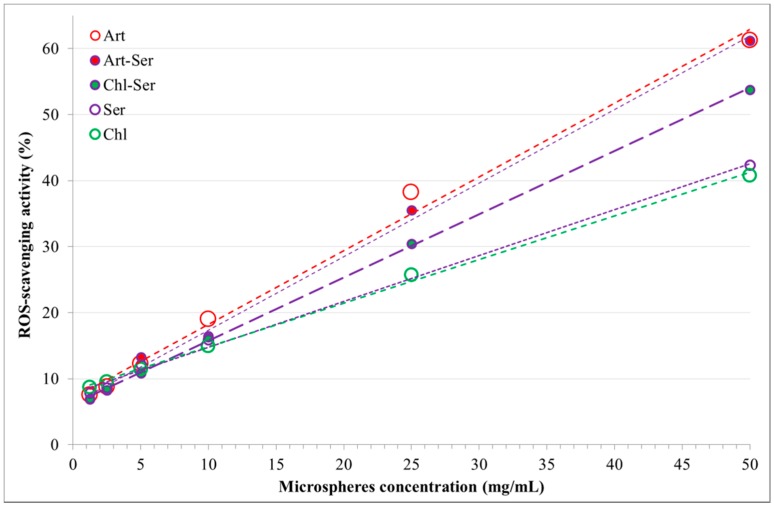 60
50
40
30
20
10
0
ROS-scavenging activity (%)
Art
Art-Ser
Chl-Ser
Ser
Chl
0 5 10 15 20 25 30 35 40 45 50
Microspheres concentration (mg/mL)